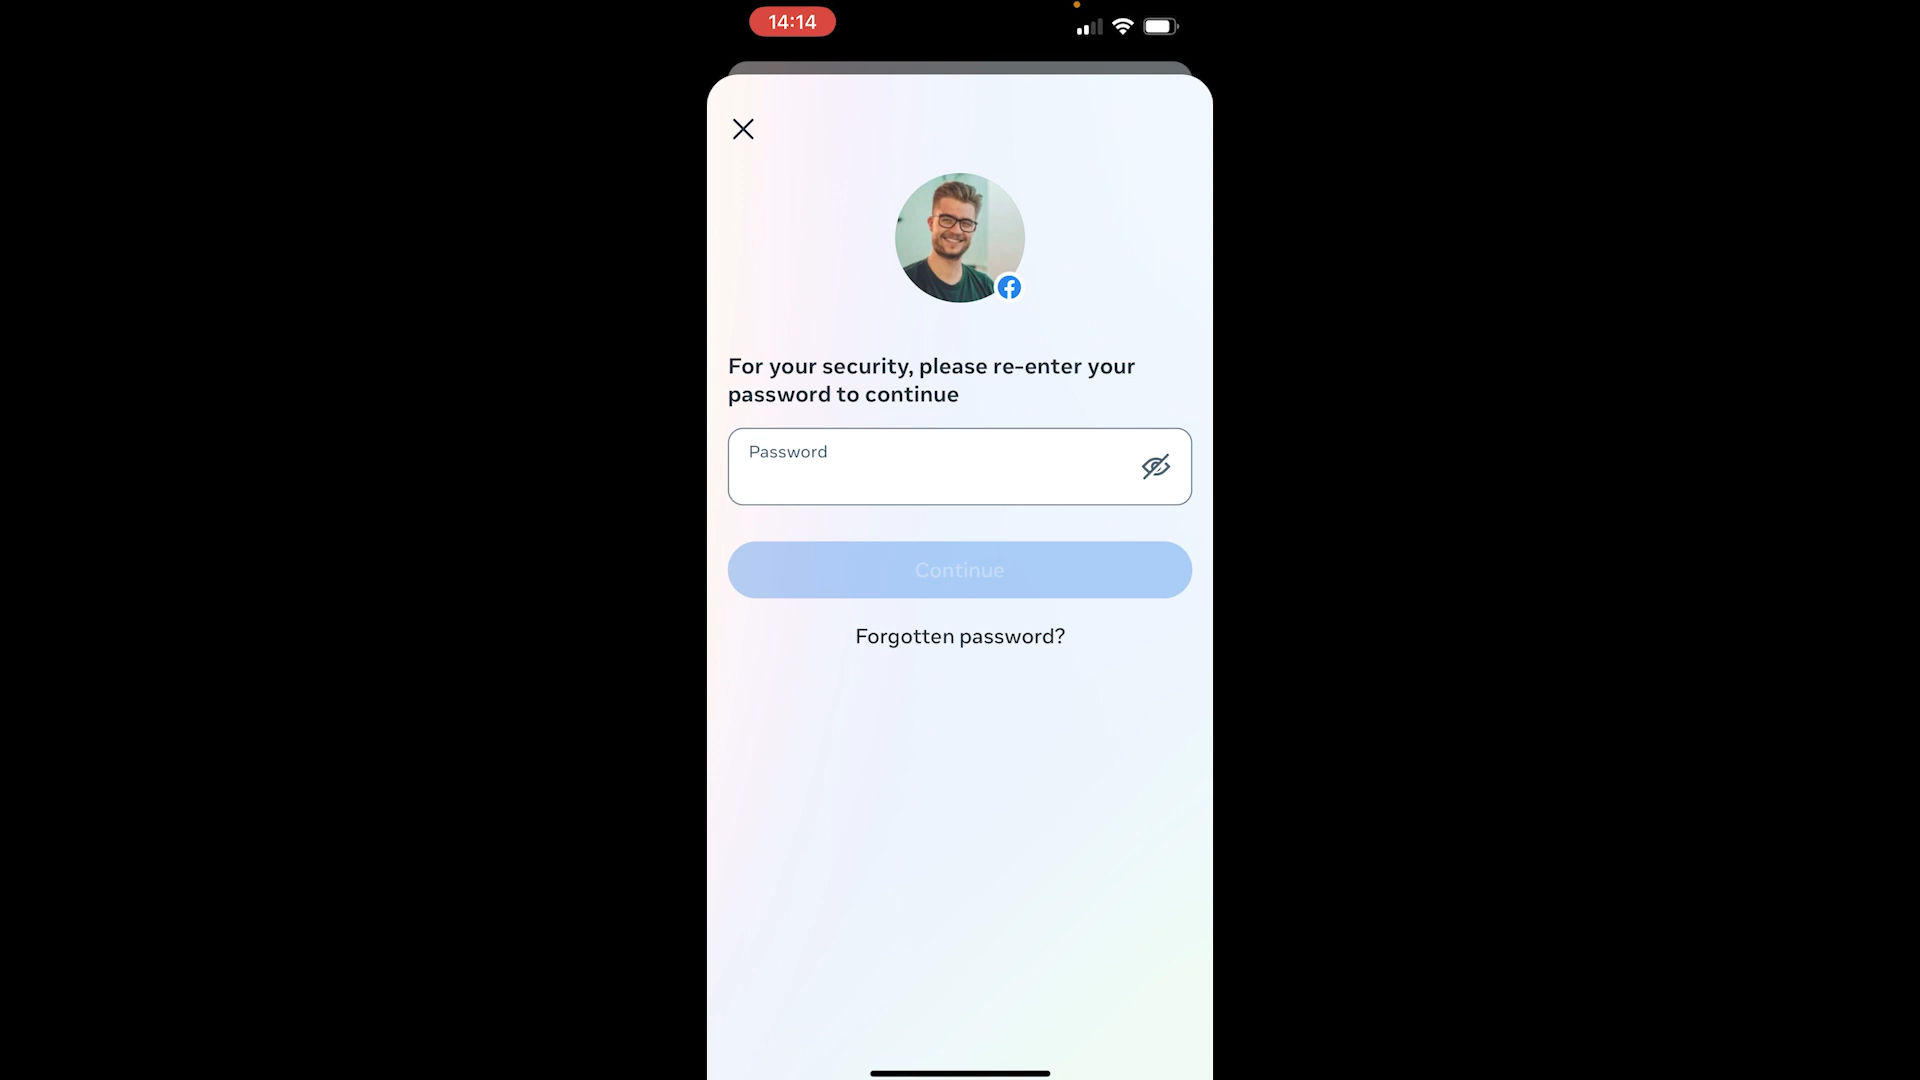 14:14
For your security, please re-enter your
password to continue
Password
Continue
Forgotten password?